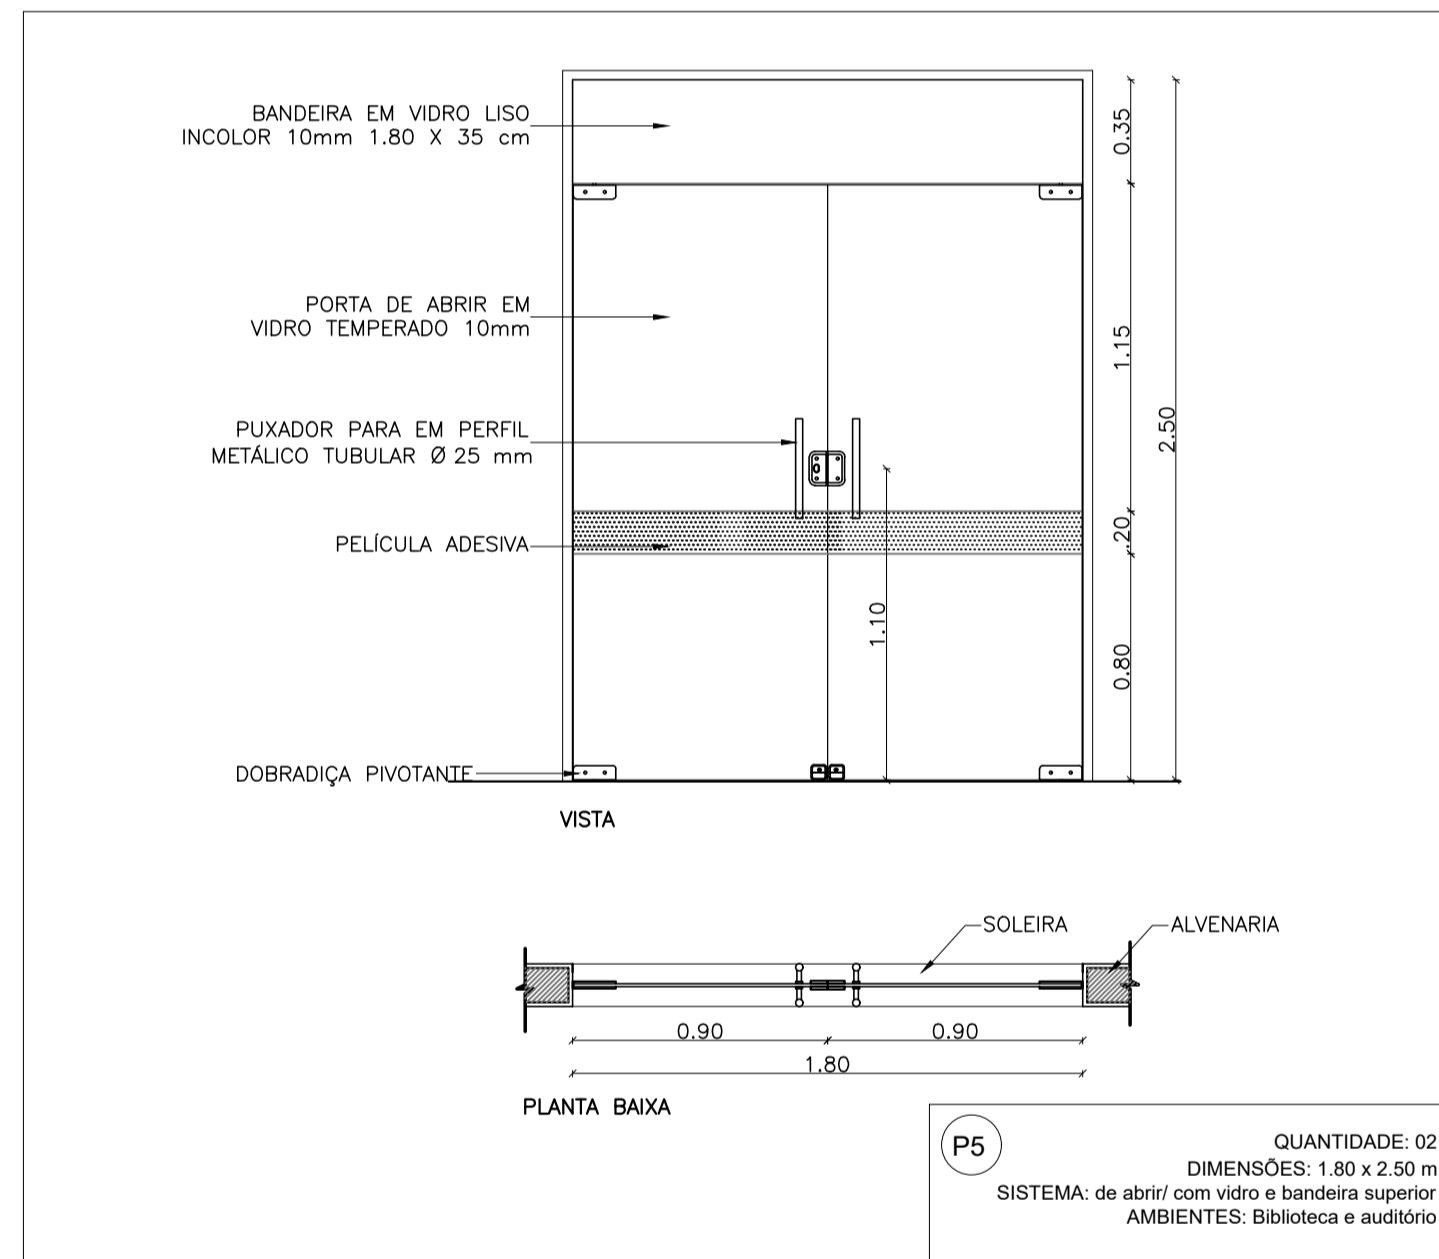 BANDEIRA EM VIDRO LISO
INCOLOR 10mm 1.80 X 35 cm
0.35
PORTA DE ABRIR EM
VIDRO TEMPERADO 10mm
1.15
2.50
PUXADOR PARA EM PERFIL
METÁLICO TUBULAR Ø 25 mm
PELÍCULA ADESIVA
.20
1.10
0.80
DOBRADIÇA PIVOTANTE
VISTA
SOLEIRA
ALVENARIA
0.90
0.90
1.80
PLANTA BAIXA
P5
QUANTIDADE: 02
DIMENSÕES: 1.80 x 2.50 m
SISTEMA: de abrir/ com vidro e bandeira superior
AMBIENTES: Biblioteca e auditório